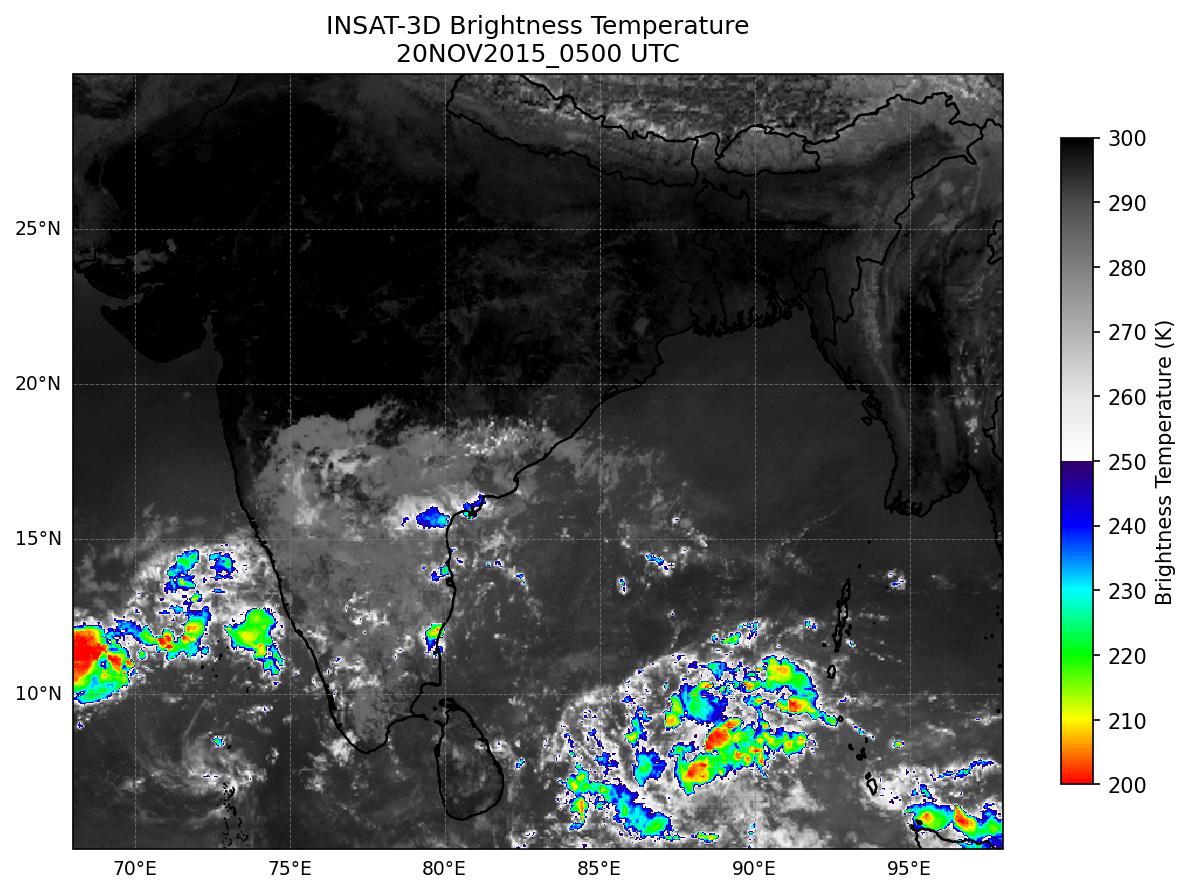 INSAT-3D Brightness Temperature
20NOV2015_0500 UTC
25°N
20°N
15°N
10°N
70°E
75°E
80°E
85°E
90°E
95°E
300
290
280
270
260
250
240
230
220
210
200
Brightness Temperature (K)